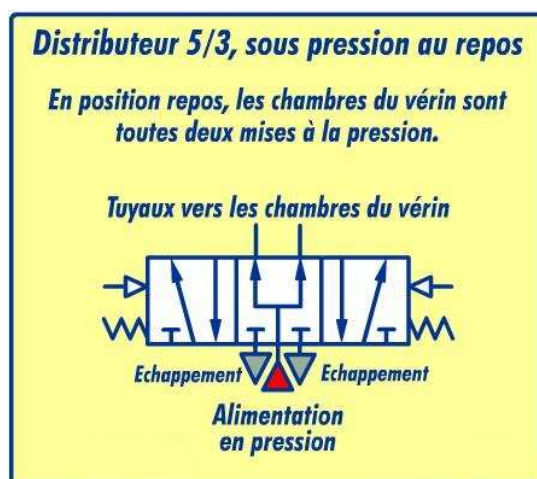 Distributeur 5/3, sous pression au repos
En position repos, les chambres du vérin sont
toutes deux mises à la pression.
Tuyaux vers les chambres du vérin
Echappement
Echappement
Alimentation
en pression